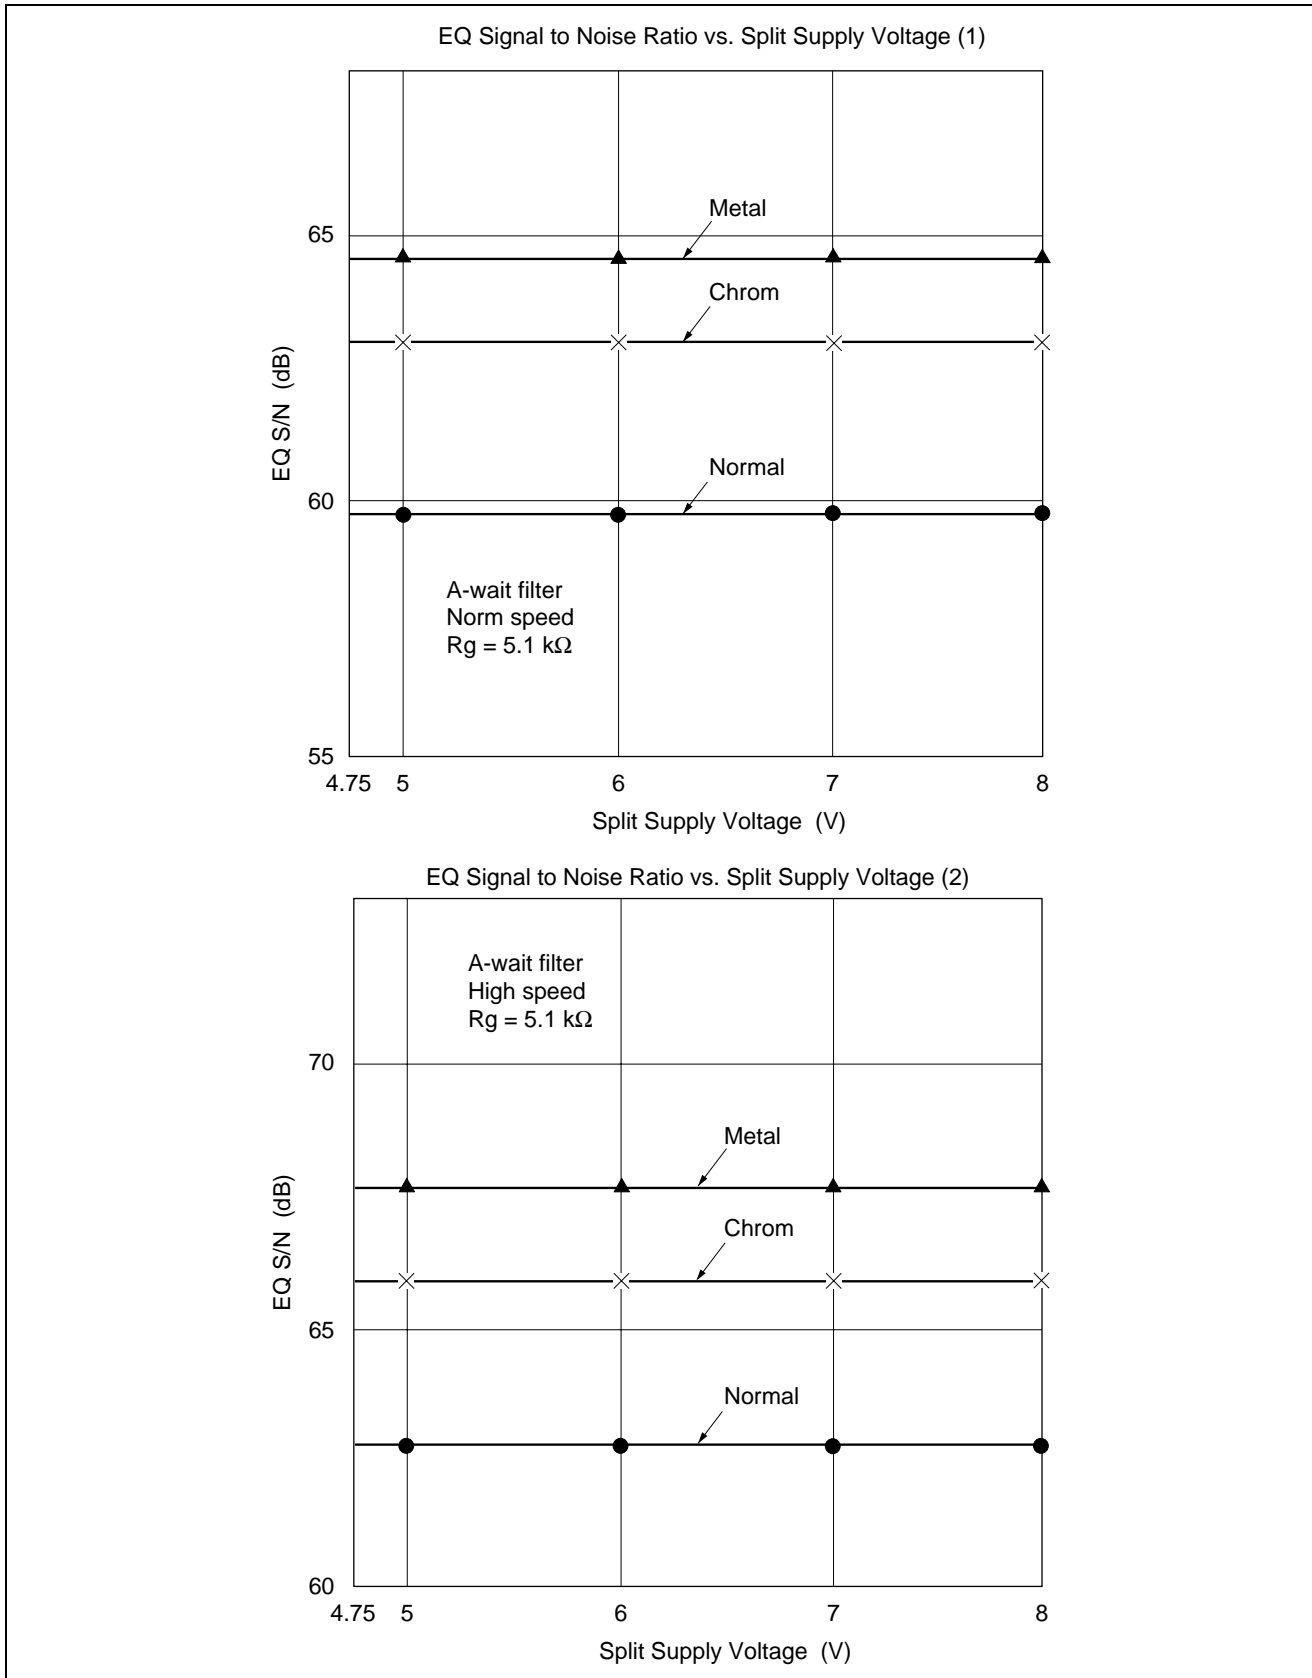 EQ Signal to Noise Ratio vs. Split Supply Voltage (1)
65
60
55
EQ S/N (dB)
Metal
Chrom
Normal
A-wait filter
Norm speed
Rg = 5.1 kΩ
4.75 5 6 7 8
Split Supply Voltage (V)
EQ Signal to Noise Ratio vs. Split Supply Voltage (2)
A-wait filter
High speed
Rg = 5.1 kΩ
70
65
60
EQ S/N (dB)
Metal
Chrom
Normal
4.75 5 6 7 8
Split Supply Voltage (V)